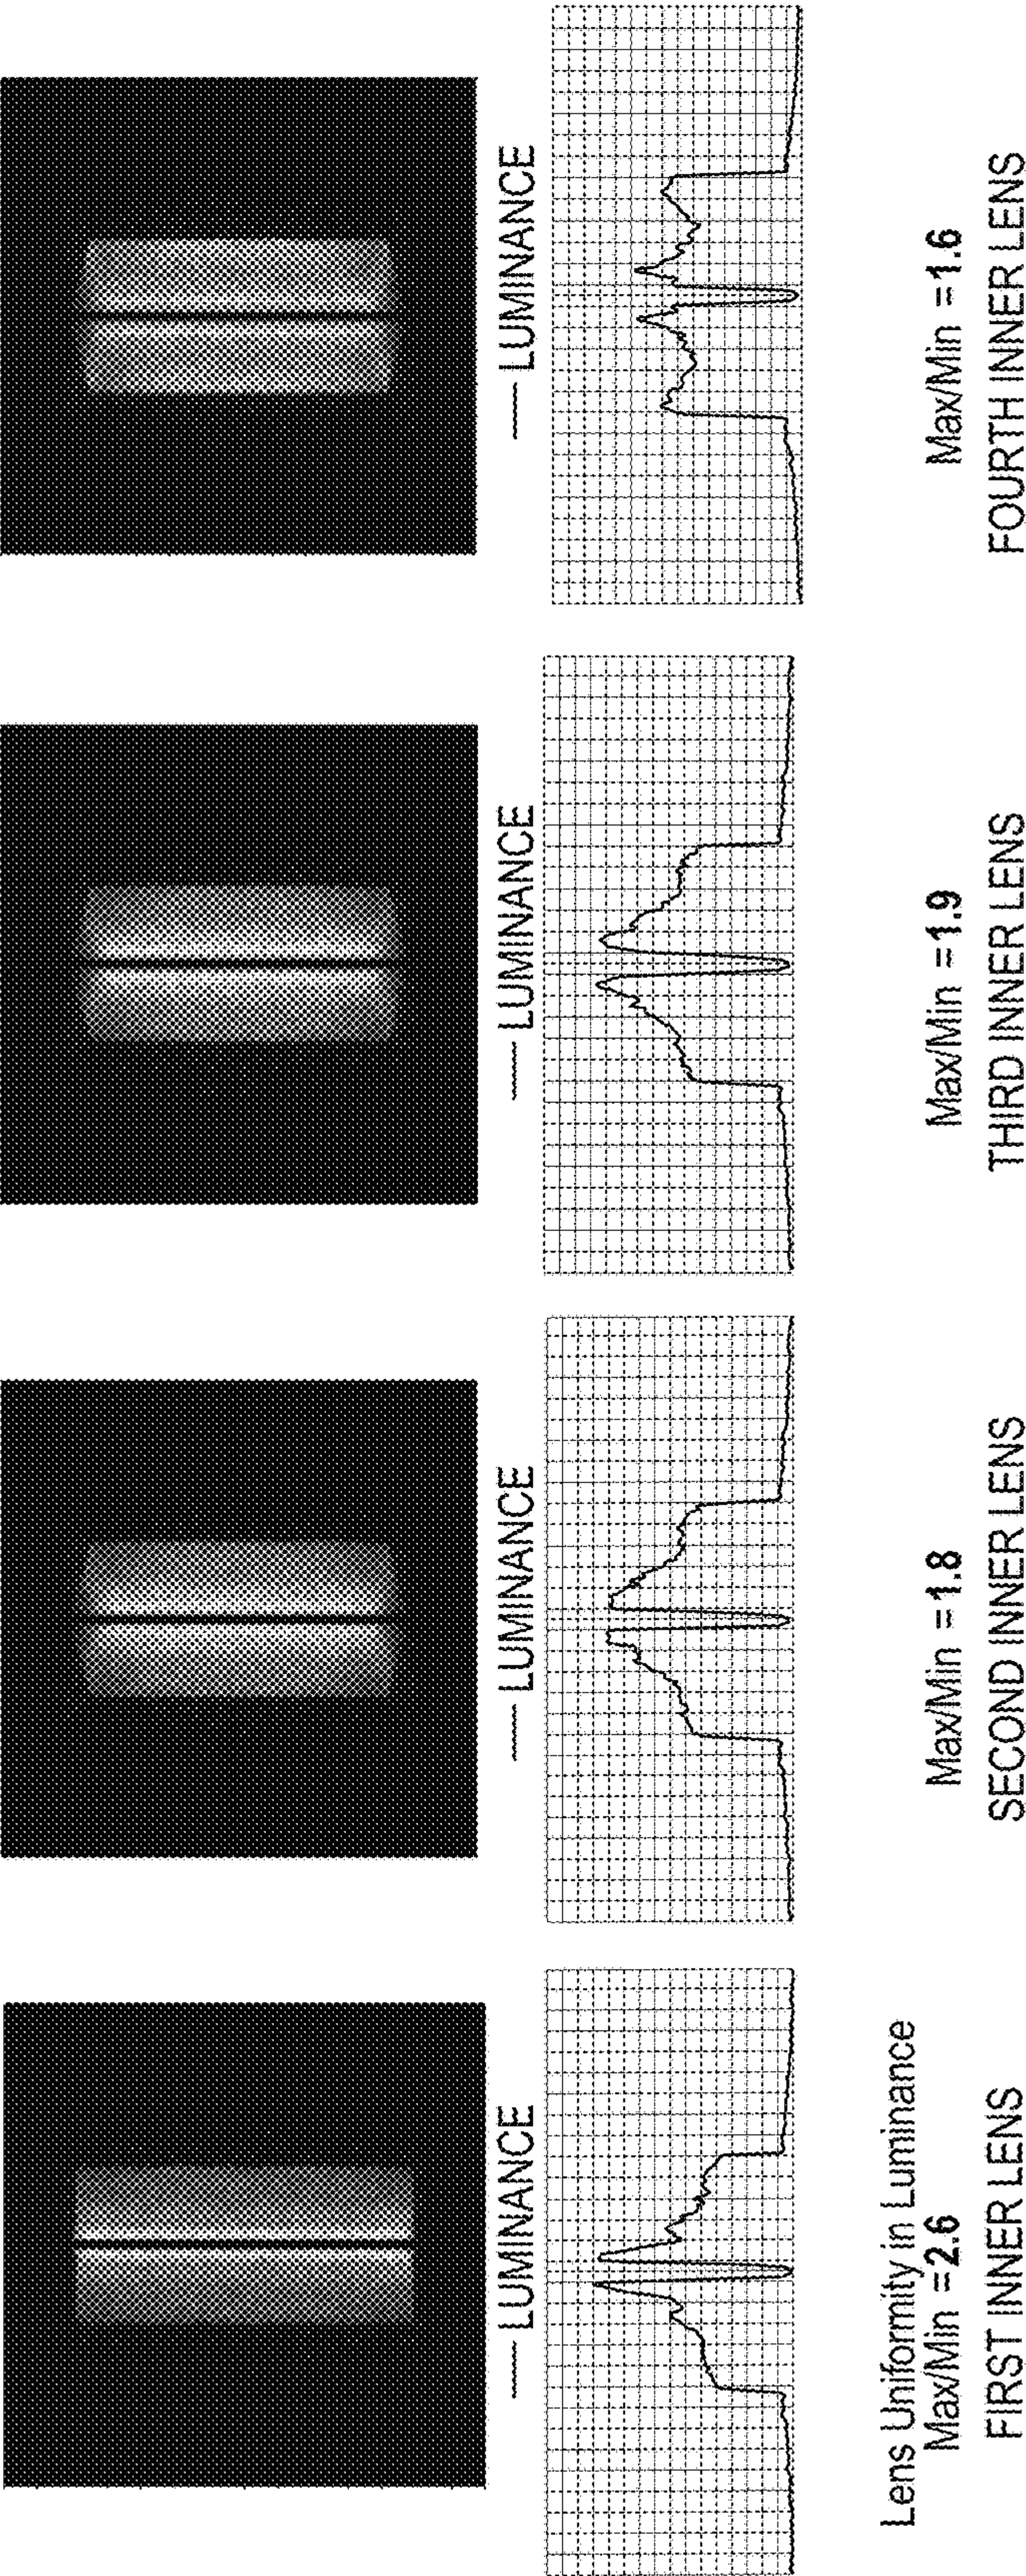 — LUMINANCE
Lens Uniformity in Luminance
Max/Min =2.6
FIRST INNER LENS
— LUMINANCE
Max/Min =1.8
SECOND INNER LENS
— LUMINANCE
Max/Min =1.9
THIRD INNER LENS
— LUMINANCE
Max/Min =1.6
FOURTH INNER LENS